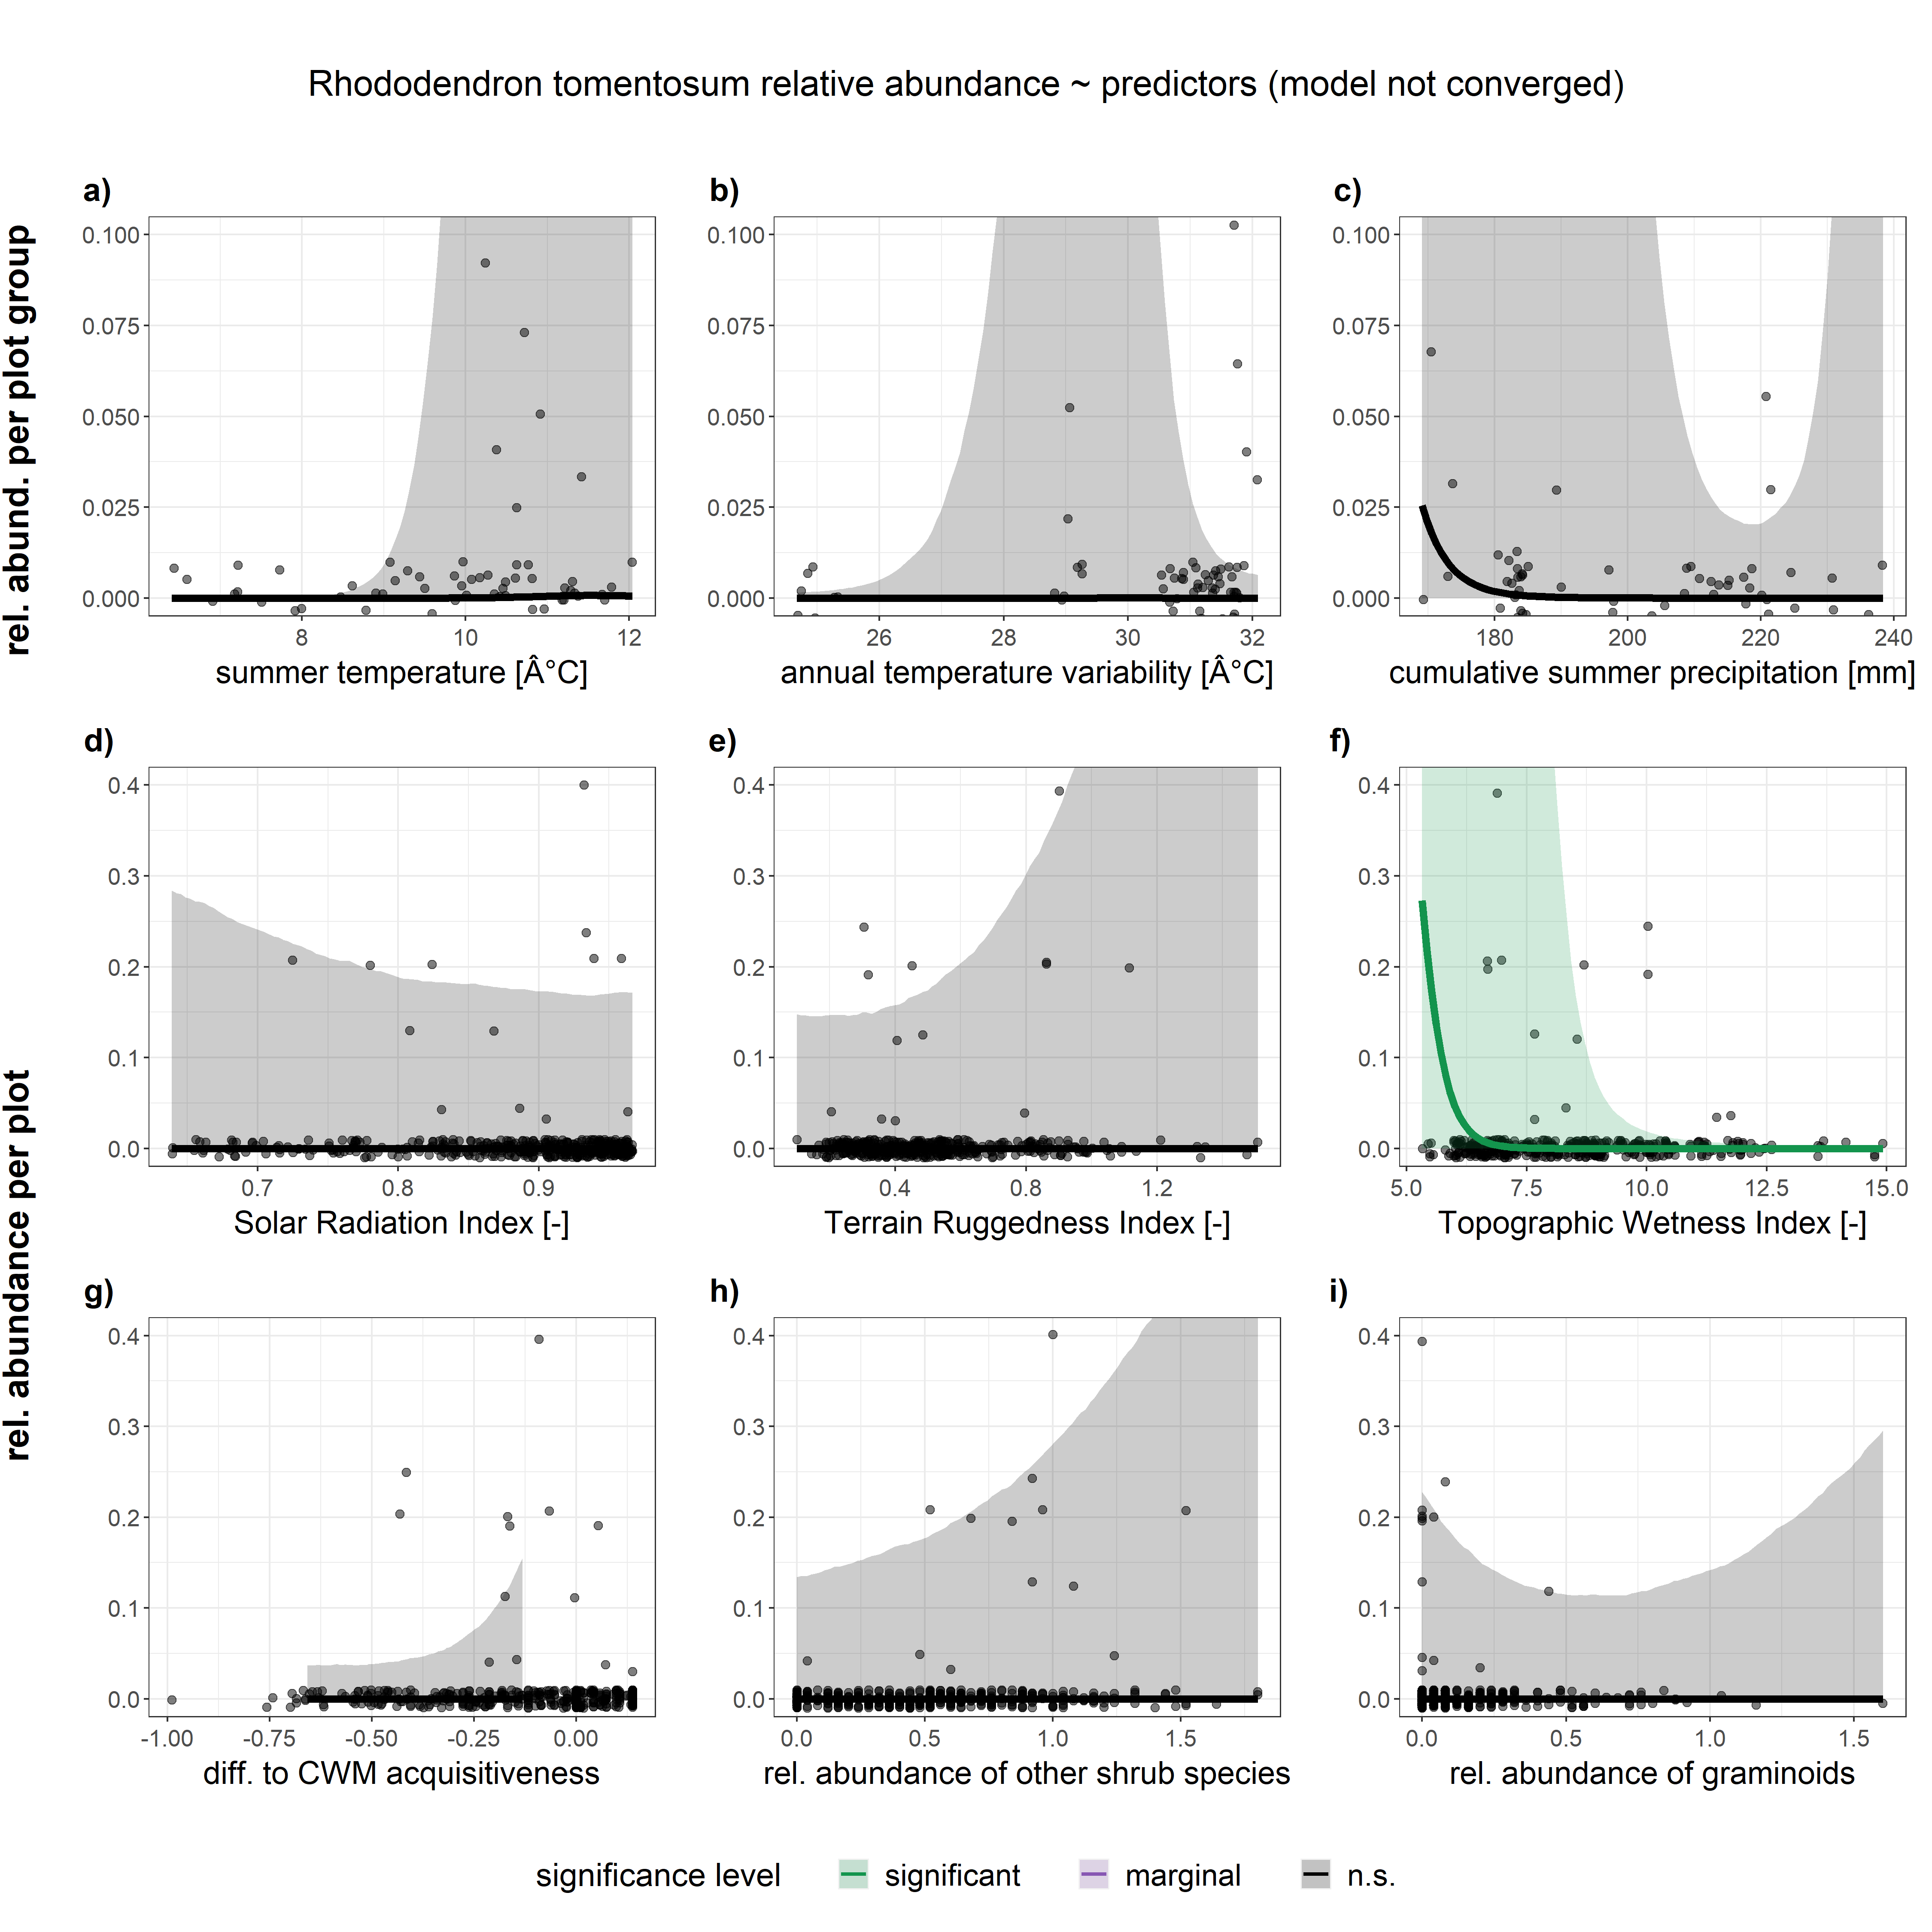 Rhododendron tomentosum relative abundance ~ predictors (model not converged)
rel. abund. per plot group
a)
0.100
0.075
0.050
0.025
0.000
8 10 12
summer temperature [Â°C]
b)
0.100
0.075
0.050
0.025
0.000
26 28 30 32
annual temperature variability [Â°C]
c)
0.100
0.075
0.050
0.025
0.000
180 200 220 240
cumulative summer precipitation [mm]
rel. abundance per plot
d)
0.4
0.3
0.2
0.1
0.0
0.7 0.8 0.9
Solar Radiation Index [-]
e)
0.4
0.3
0.2
0.1
0.0
0.4 0.8 1.2
Terrain Ruggedness Index [-]
f)
0.4
0.3
0.2
0.1
0.0
5.0 7.5 10.0 12.5 15.0
Topographic Wetness Index [-]
g)
0.4
0.3
0.2
0.1
0.0
-1.00 -0.75 -0.50 -0.25 0.00
diff. to CWM acquisitiveness
h)
0.4
0.3
0.2
0.1
0.0
0.0 0.5 1.0 1.5
rel. abundance of other shrub species
i)
0.4
0.3
0.2
0.1
0.0
0.0 0.5 1.0 1.5
rel. abundance of graminoids
significance level significant marginal n.s.